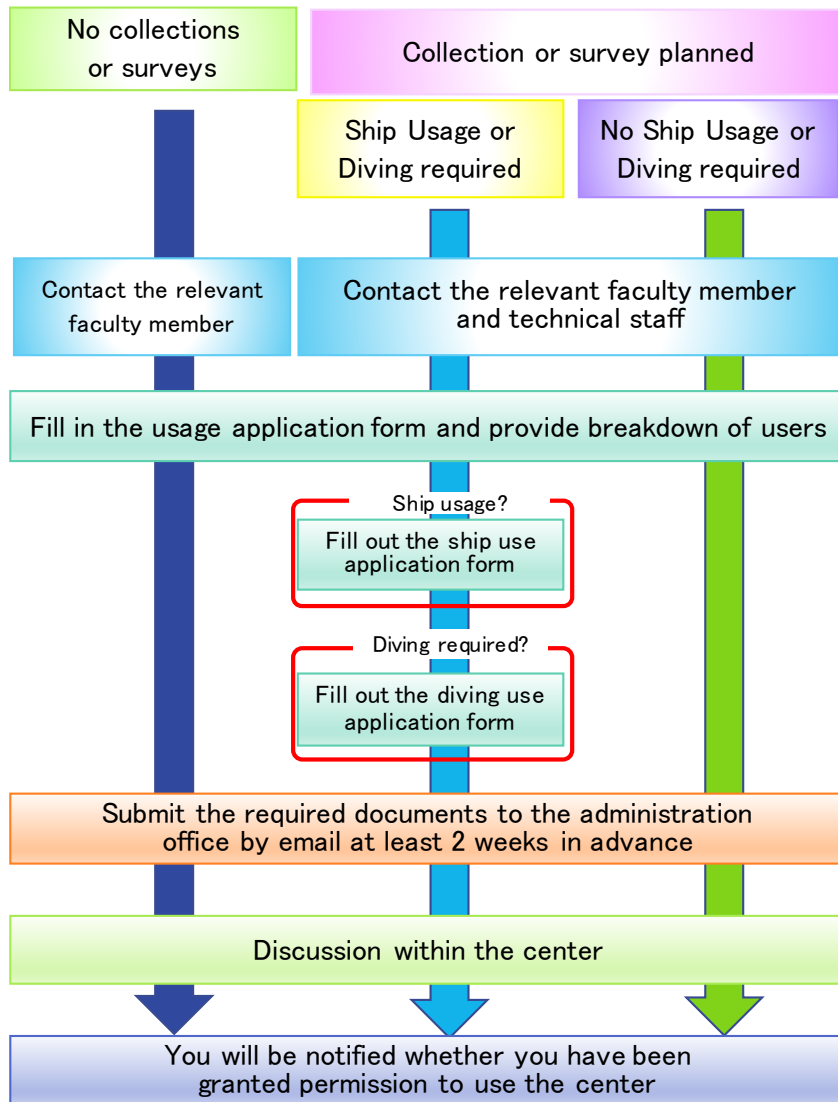 No collections
or surveys
Collection or survey planned
Ship Usage or
Diving required
No Ship Usage or
Diving required
Contact the relevant
faculty member
Contact the relevant faculty member
and technical staff
Fill in the usage application form and provide breakdown of users
Ship usage?
Fill out the ship use
application form
Diving required?
Fill out the diving use
application form
Submit the required documents to the administration
office by email at least 2 weeks in advance
Discussion within the center
You will be notified whether you have been
granted permission to use the center